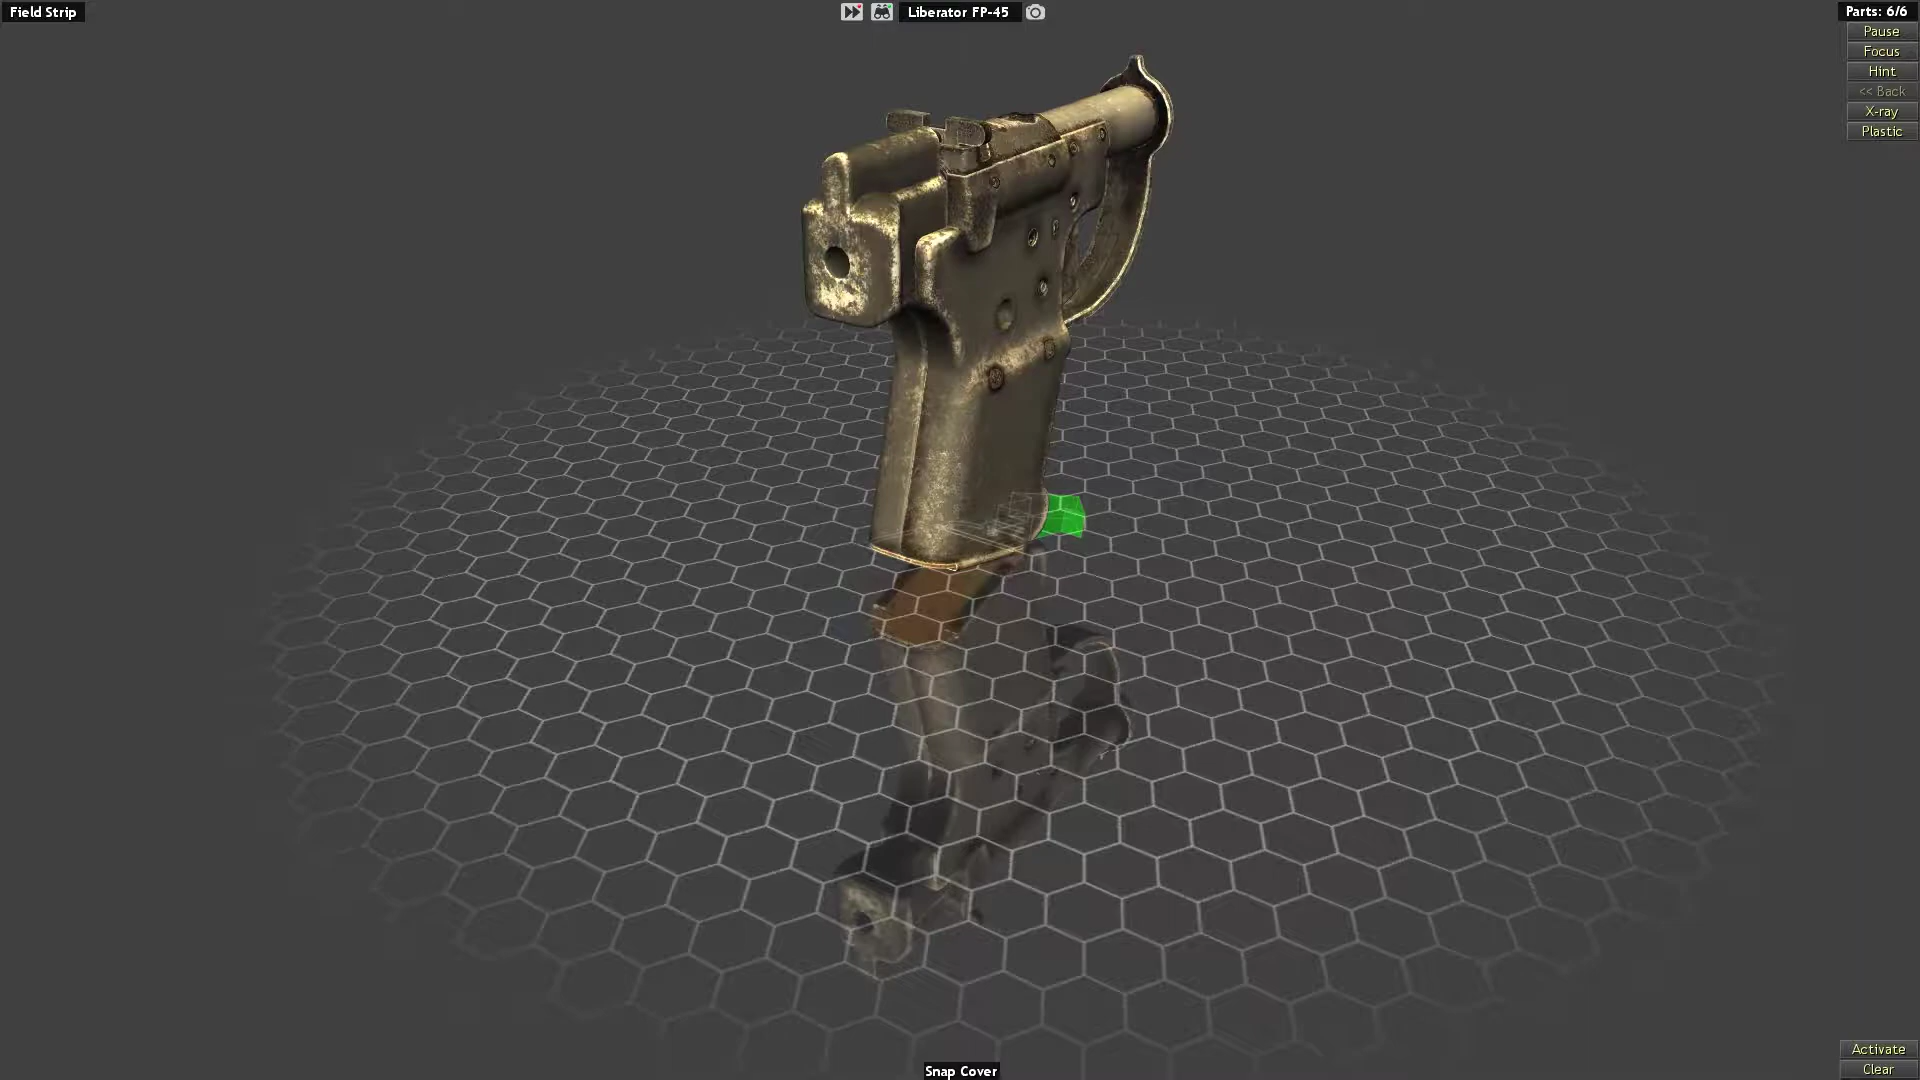 Field Strip
Liberator FP-45
Parts: 6/6
Pause
Focus
Hint
<< Back
X-ray
Plastic
Activate
Clear
Snap Cover